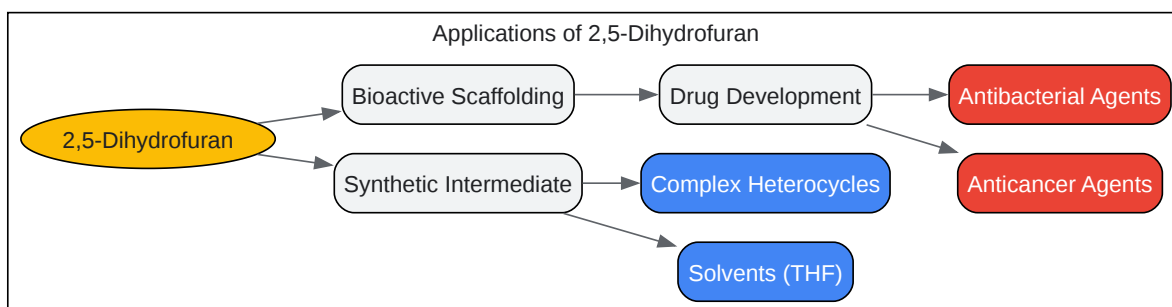 Applications of 2,5-Dihydrofuran
2,5-Dihydrofuran
Bioactive Scaffolding
Drug Development
Antibacterial Agents
Synthetic Intermediate
Complex Heterocycles
Anticancer Agents
Solvents (THF)